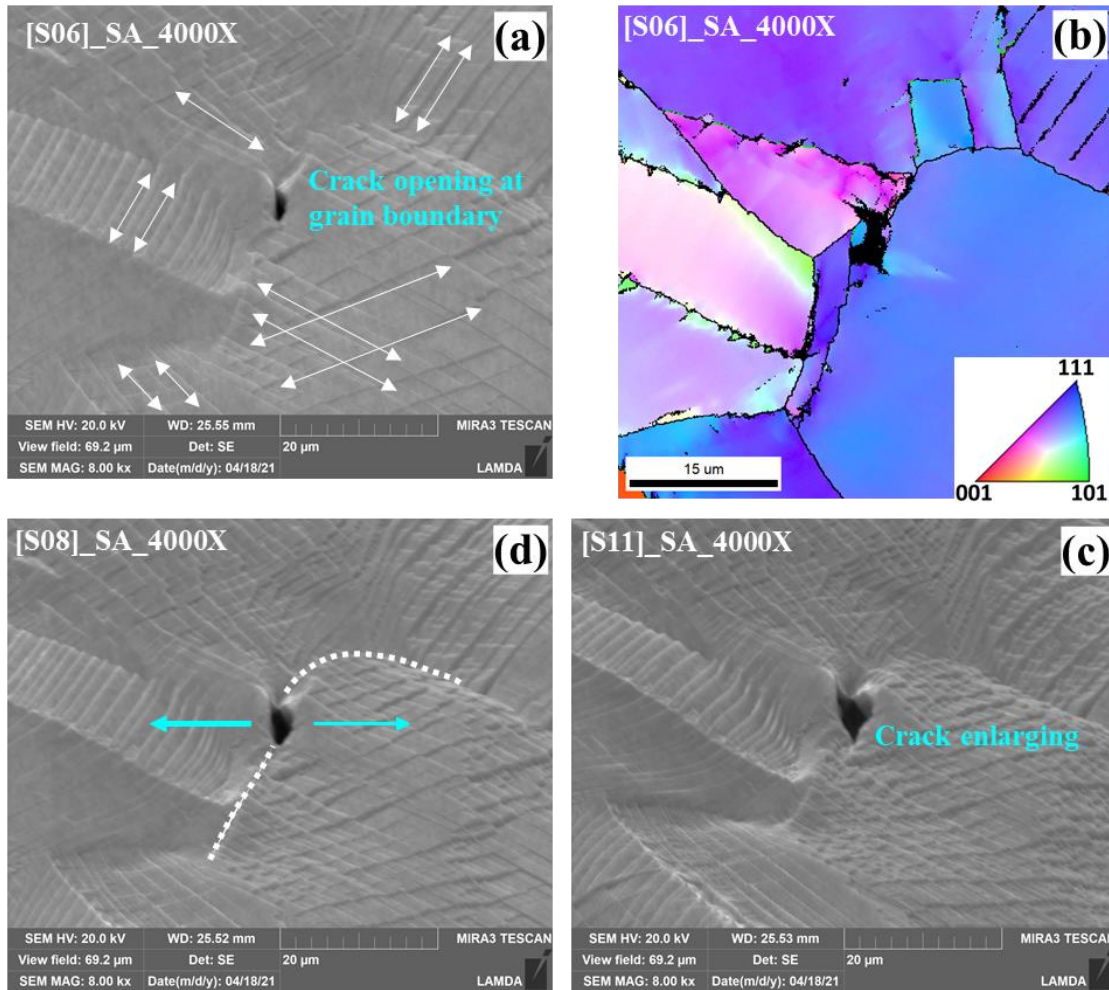 [S06]_SA_4000X
(a)
Crack opening at
grain boundary
SEM HV: 20.0 kV
WD: 25.55 mm
MIRA3 TESCAN
View field: 69.2 µm
Det: SE
20 µm
SEM MAG: 8.00 kx
Date(m/d/y): 04/18/21
LAMDA
[S06]_SA_4000X
(b)
15 um
111
001
101
[S08]_SA_4000X
(d)
SEM HV: 20.0 kV
WD: 25.52 mm
MIRA3 TESCAN
View field: 69.2 µm
Det: SE
20 µm
SEM MAG: 8.00 kx
Date(m/d/y): 04/18/21
LAMDA
[S11]_SA_4000X
(c)
Crack enlarging
SEM HV: 20.0 kV
WD: 25.53 mm
MIRA3 TESCAN
View field: 69.2 µm
Det: SE
20 µm
SEM MAG: 8.00 kx
Date(m/d/y): 04/18/21
LAMDA